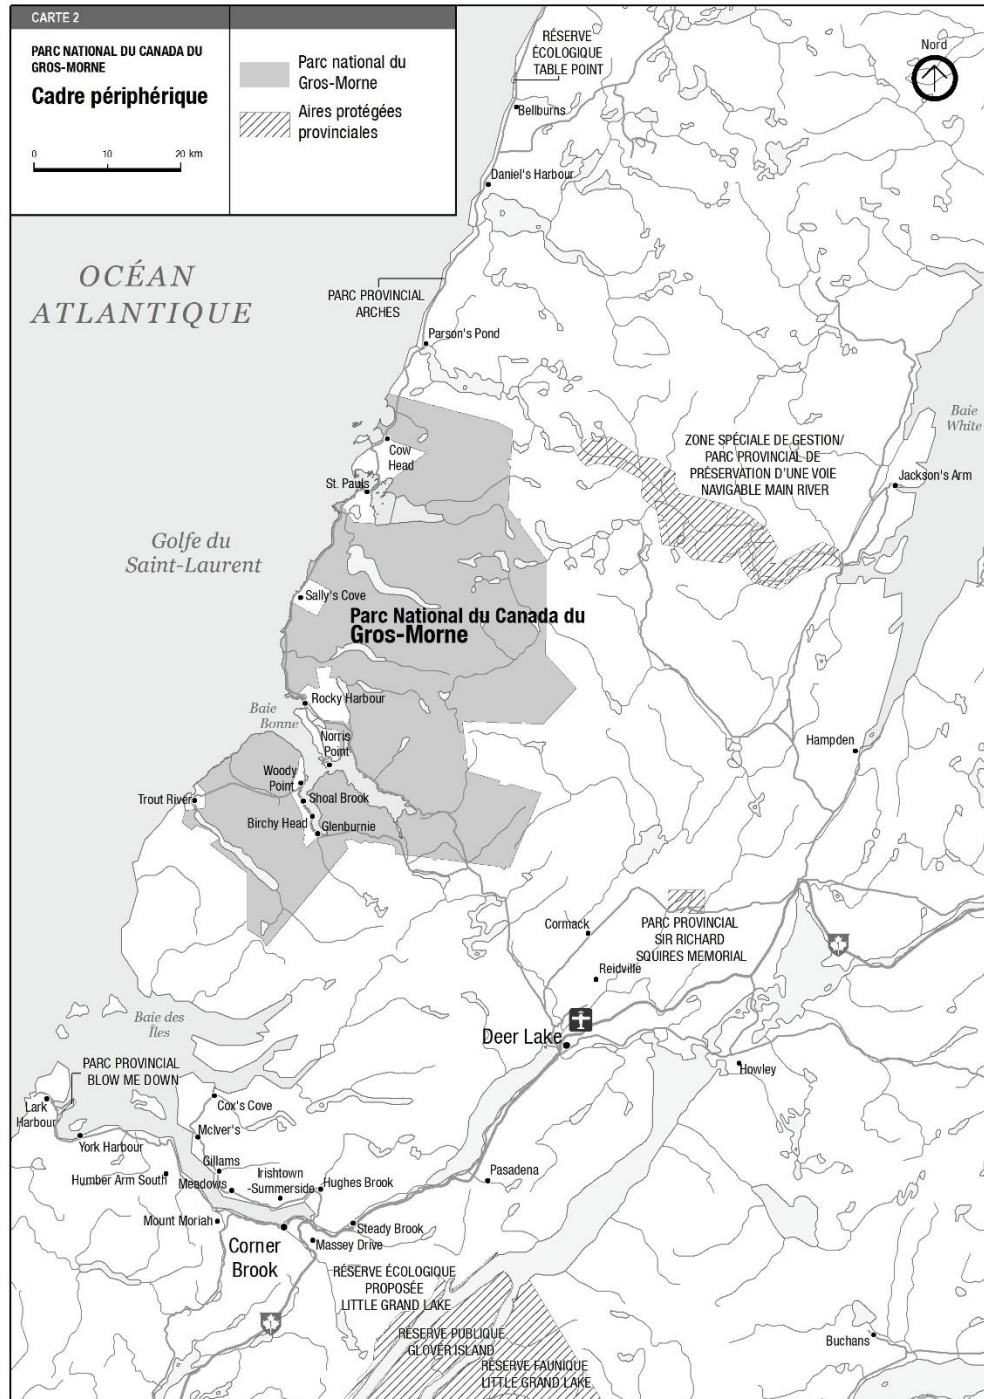 CARTE 2
PARC NATIONAL DU CANADA DU
GROS-MORNE
Cadre périphérique
0 10 20 km
Parc national du
Gros-Morne
Aires protégées
provinciales
Nord
RÉSERVE
ÉCOLOGIQUE
TABLE POINT
Bellburns
Daniel's Harbour
OCÉAN
ATLANTIQUE
PARC PROVINCIAL
ARCHES
Parson's Pond
Baie
White
Cow
Head
ZONE SPÉCIALE DE GESTION/
PARC PROVINCIAL DE
PRÉSERVATION D'UNE VOIE
NAVIGABLE MAIN RIVER
Jackson's Arm
St. Pauls
Golfe du
Saint-Laurent
Sally's Cove
Parc National du Canada du
Gros-Morne
Rocky Harbour
Baie
Bonne
Norris
Point
Hampden
Woody
Point
Trout River
Shoal Brook
Birchy Head
Glenburnie
Cormack
PARC PROVINCIAL
SIR RICHARD
SQUIRES MEMORIAL
1
Reidville
Baie des
Îles
Deer Lake
Howley
PARC PROVINCIAL
BLOW ME DOWN
Lark
Harbour
Cox's Cove
McIver's
York Harbour
Gillams
Humber Arm South
Meadows
Irishtown
-Summerside
Hughes Brook
Pasadena
Mount Moriah
Steady Brook
Corner
Brook
Massey Drive
RÉSERVE ÉCOLOGIQUE
PROPOSÉE
LITTLE GRAND LAKE
1
RÉSERVE PUBLIQUE
GLOVER ISLAND
RÉSERVE FAUNIQUE
LITTLE GRAND LAKE
Buchans